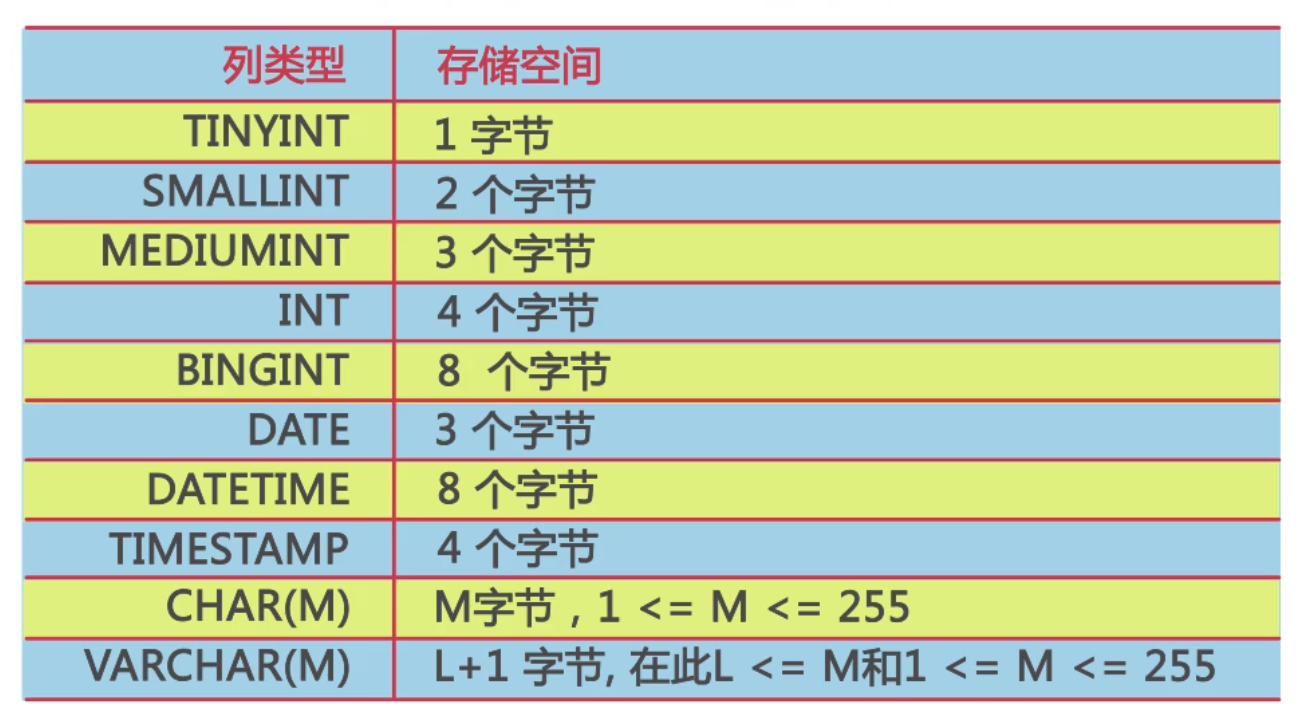 列类型 存储空间
TINYINT 1 字节
SMALLINT 2 个字节
MEDIUMINT 3 个字节
INT 4 个字节
BINGINT 8 个字节
DATE 3 个字节
DATETIME 8 个字节
TIMESTAMP 4 个字节
CHAR(M) M字节 , 1 <= M <= 255
VARCHAR(M) L+1 字节, 在此L <= M和1 <= M <= 255